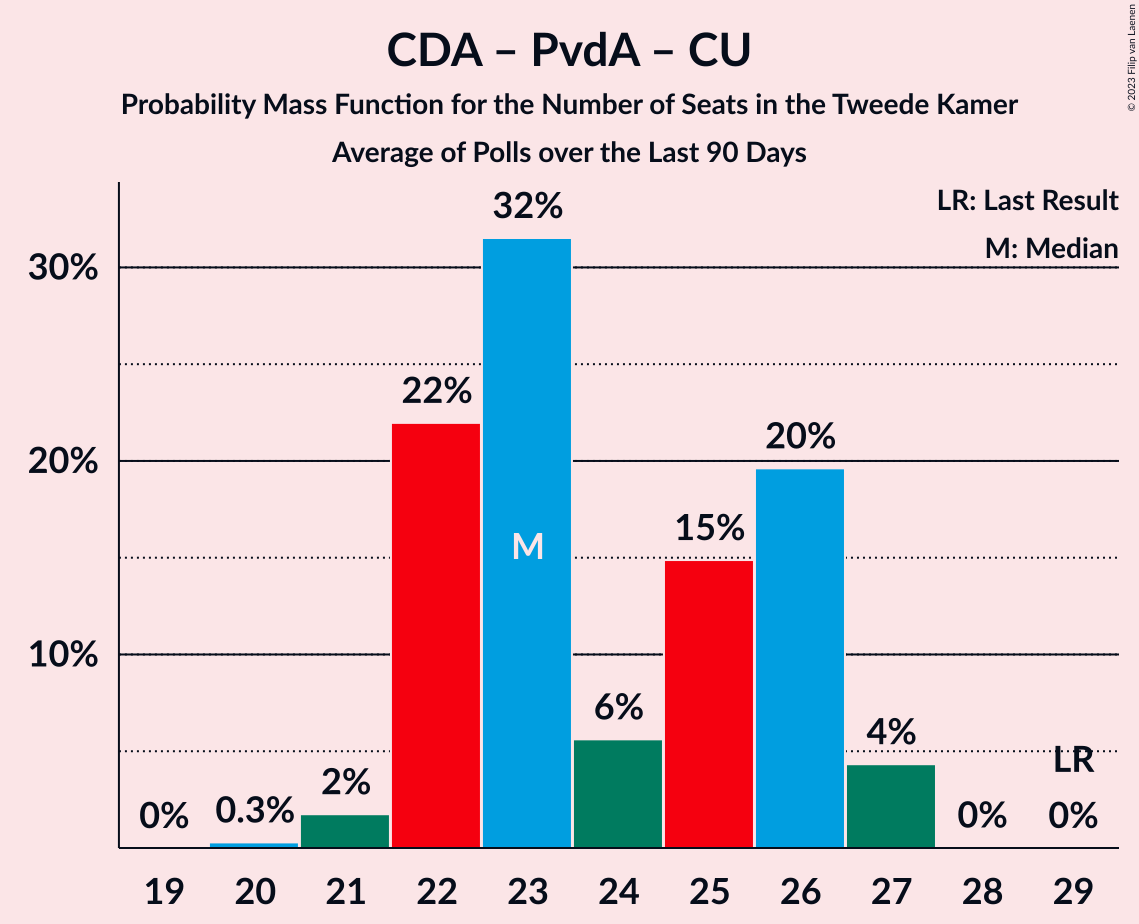 CDA – PvdA – CU
Probability Mass Function for the Number of Seats in the Tweede Kamer
Average of Polls over the Last 90 Days
© 2023 Filip van Laenen
LR: Last Result
M: Median
30%
20%
10%
0%
0.3%
2%
22%
32%
M
6%
15%
20%
4%
0%
LR
0%
19 20 21 22 23 24 25 26 27 28 29